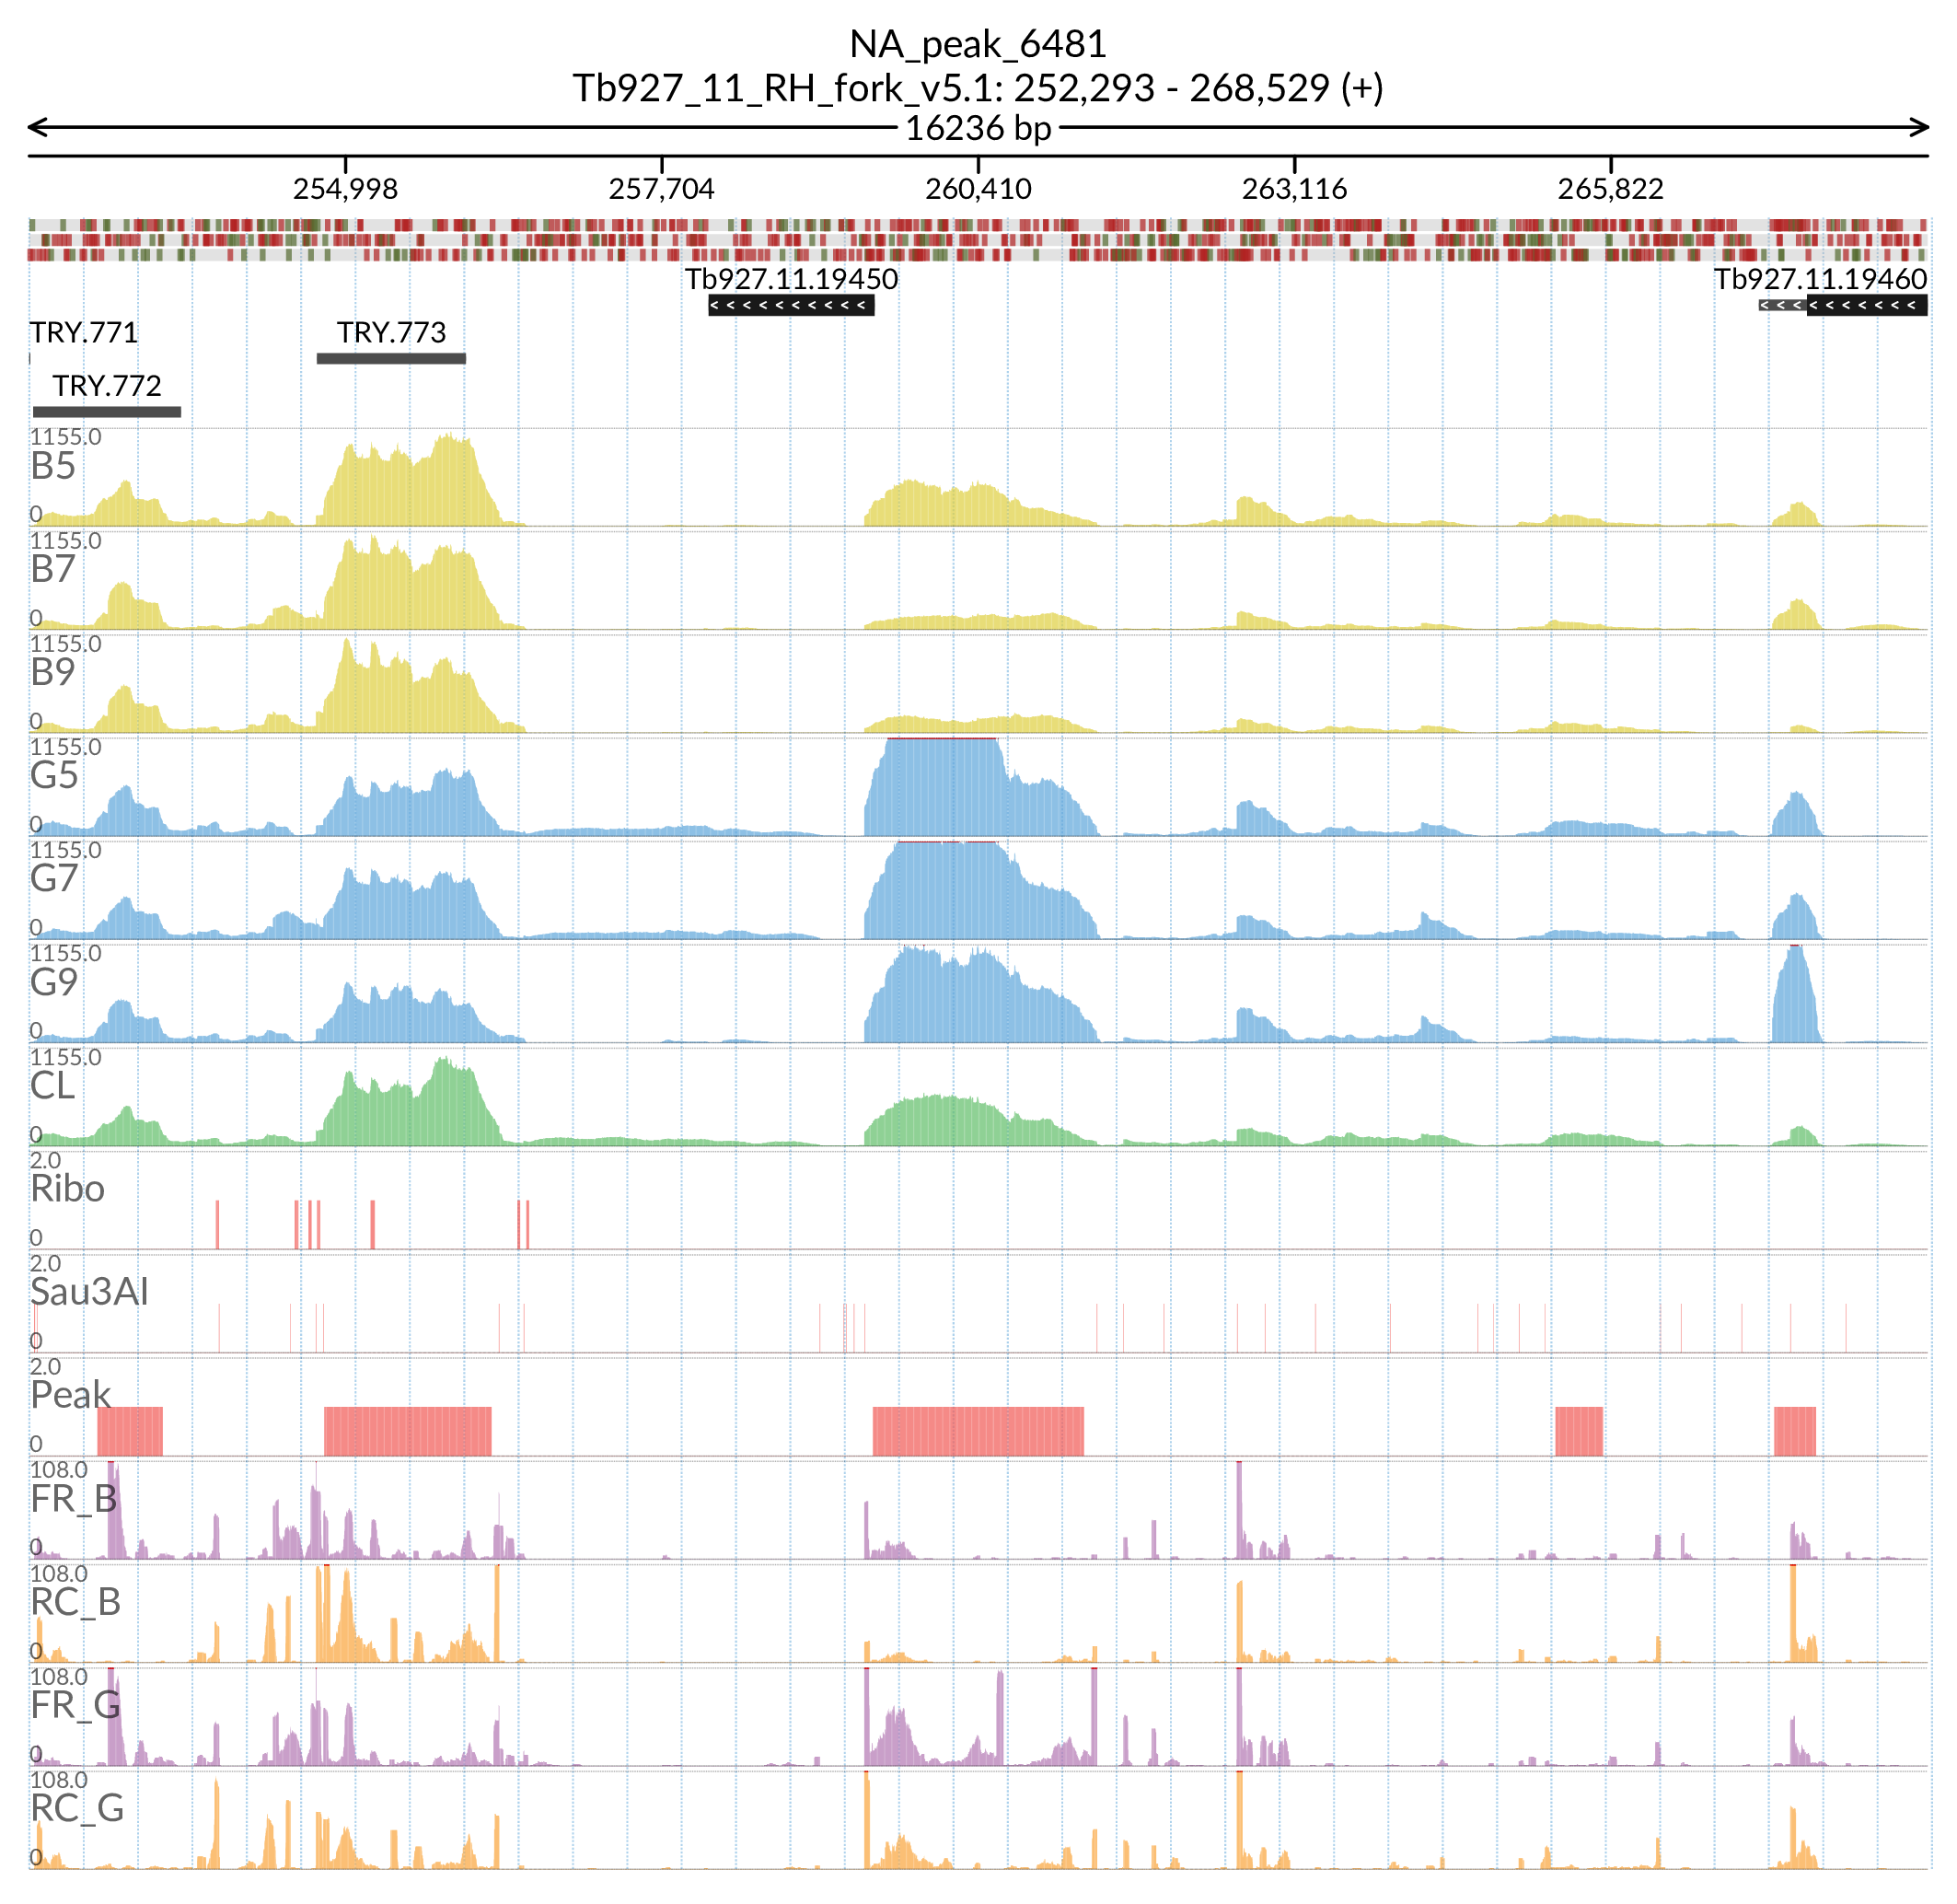 NA_peak_6481
Tb927_11_RH_fork_v5.1: 252,293 - 268,529 (+)
16236 bp
254,998 257,704 260,410 263,116 265,822
Tb927.11.19450 Tb927.11.19460
TRY.771 TRY.773
TRY.772
1155.0
B5
0
1155.0
B7
0
1155.0
B9
0
1155.0
G5
0
1155.0
G7
0
1155.0
G9
0
1155.0
CL
0
2.0
Ribo
0
2.0
Sau3AI
0
2.0
Peak
0
108.0
FR_B
0
108.0
RC_B
0
108.0
FR_G
0
108.0
RC_G
0